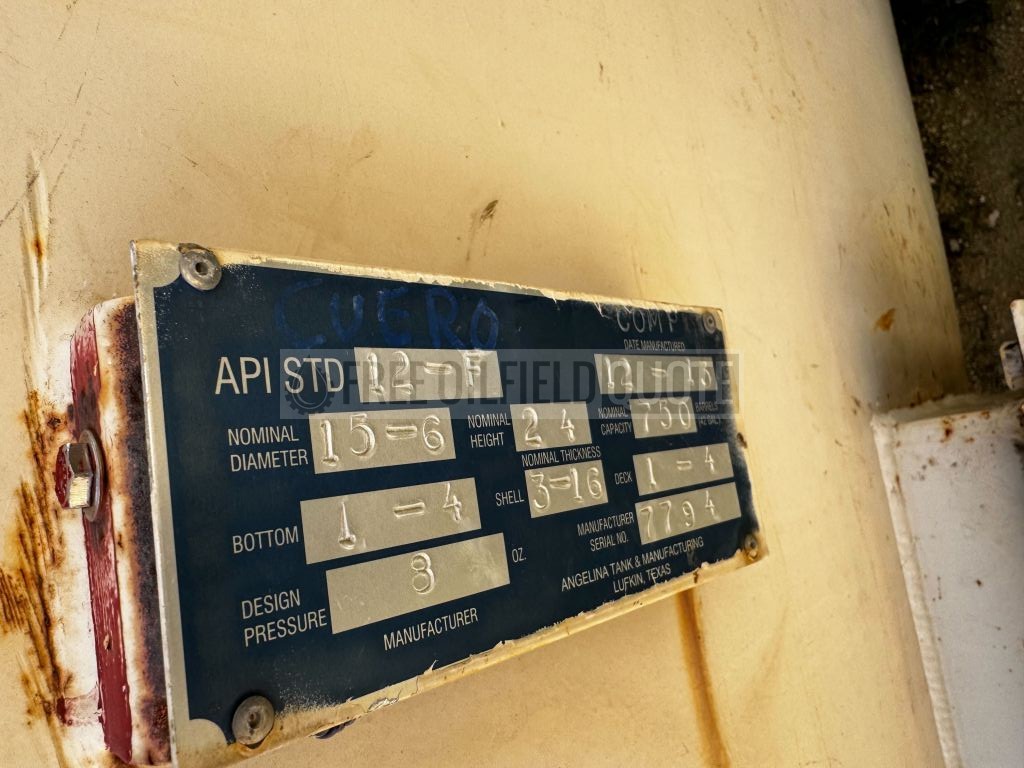 CUERO
COMP
DATE MANUFACTURED
API STD 12-F
FREE OILFIELD QUOTE
NOMINAL DIAMETER 15-6 NOMINAL HEIGHT 24 NOMINAL CAPACITY 750 BARRELS (42 GAL.)
NOMINAL THICKNESS
BOTTOM 1-4 SHELL 3-16 DECK 1-4
DESIGN PRESSURE 8 OZ. MANUFACTURER SERIAL NO. 7794
MANUFACTURER ANGELINA TANK & MANUFACTURING
LUFKIN, TEXAS